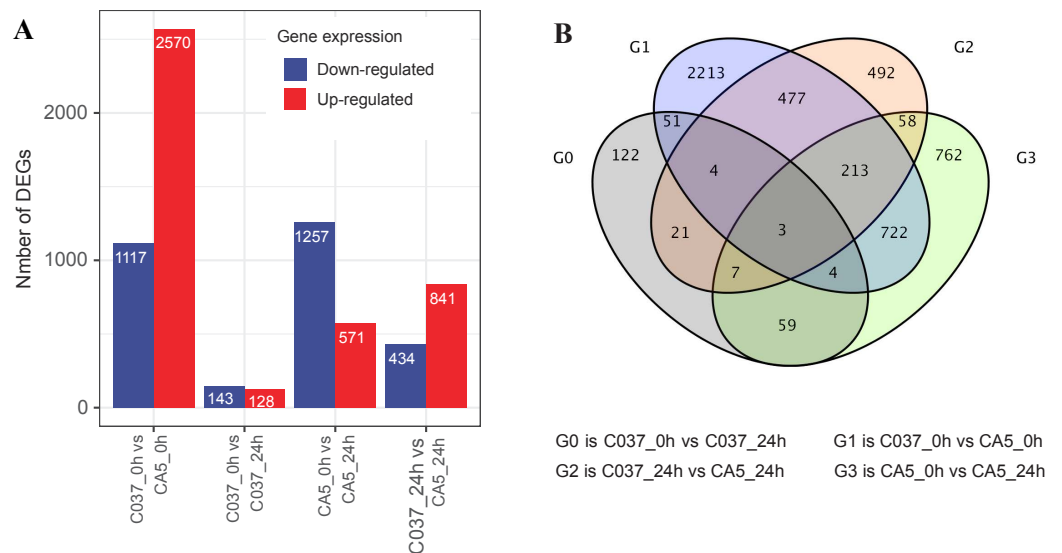 A
Gene expression
Down-regulated
Up-regulated
Nmber of DEGs
2000
1000
0
1117
2570
143
128
1257
571
434
841
C037_0h vs
CA5_0h
C037_0h vs
C037_24h
CA5_0h vs
CA5_24h
C037_24h vs
CA5_24h
B
G1
G2
G0
G3
2213
492
477
51
58
122
762
4
213
21
3
722
7
4
59
G0 is C037_0h vs C037_24h
G1 is C037_0h vs CA5_0h
G2 is C037_24h vs CA5_24h
G3 is CA5_0h vs CA5_24h